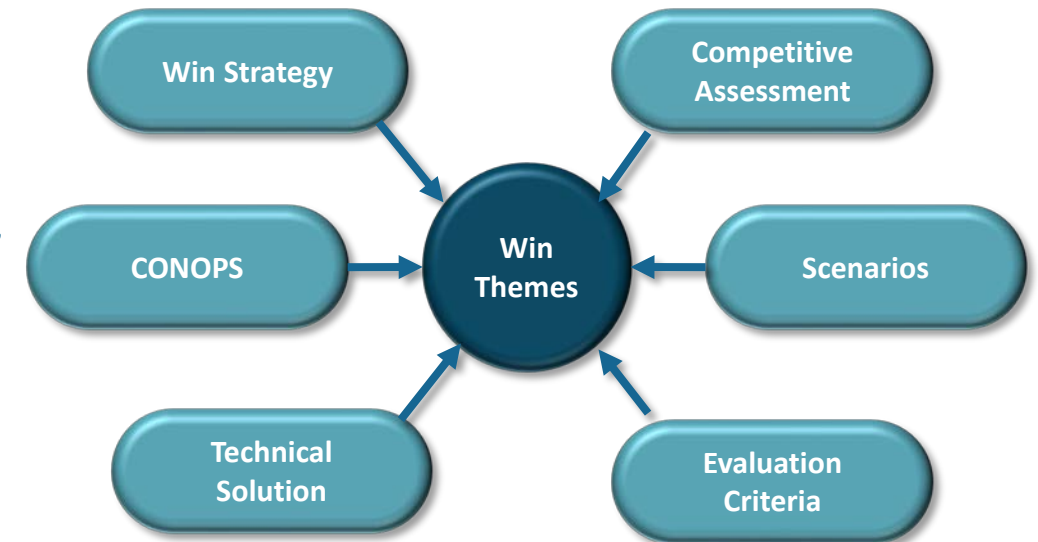 Win Strategy
Competitive
Assessment
CONOPS
Win
Themes
Scenarios
Technical
Solution
Evaluation
Criteria